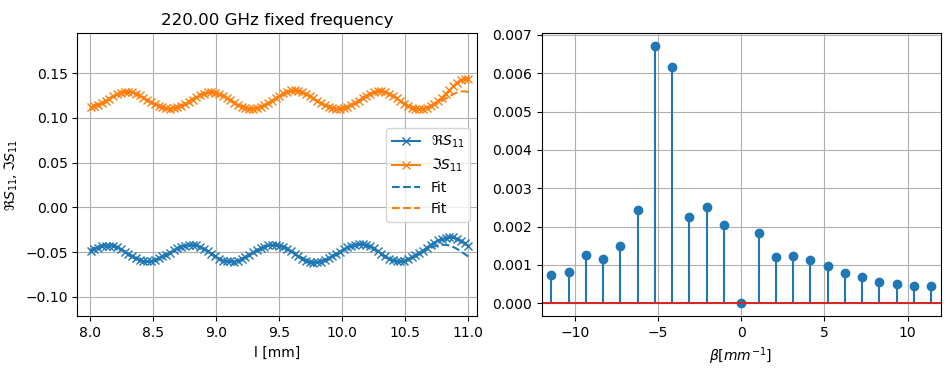 220.00 GHz fixed frequency
ℜS₁₁, ℑS₁₁
0.15
0.10
0.05
0.00
−0.05
−0.10
8.0 8.5 9.0 9.5 10.0 10.5 11.0
l [mm]
ℜS₁₁
ℑS₁₁
Fit
Fit
0.007
0.006
0.005
0.004
0.003
0.002
0.001
0.000
−10 −5 0 5 10
β[mm⁻¹]